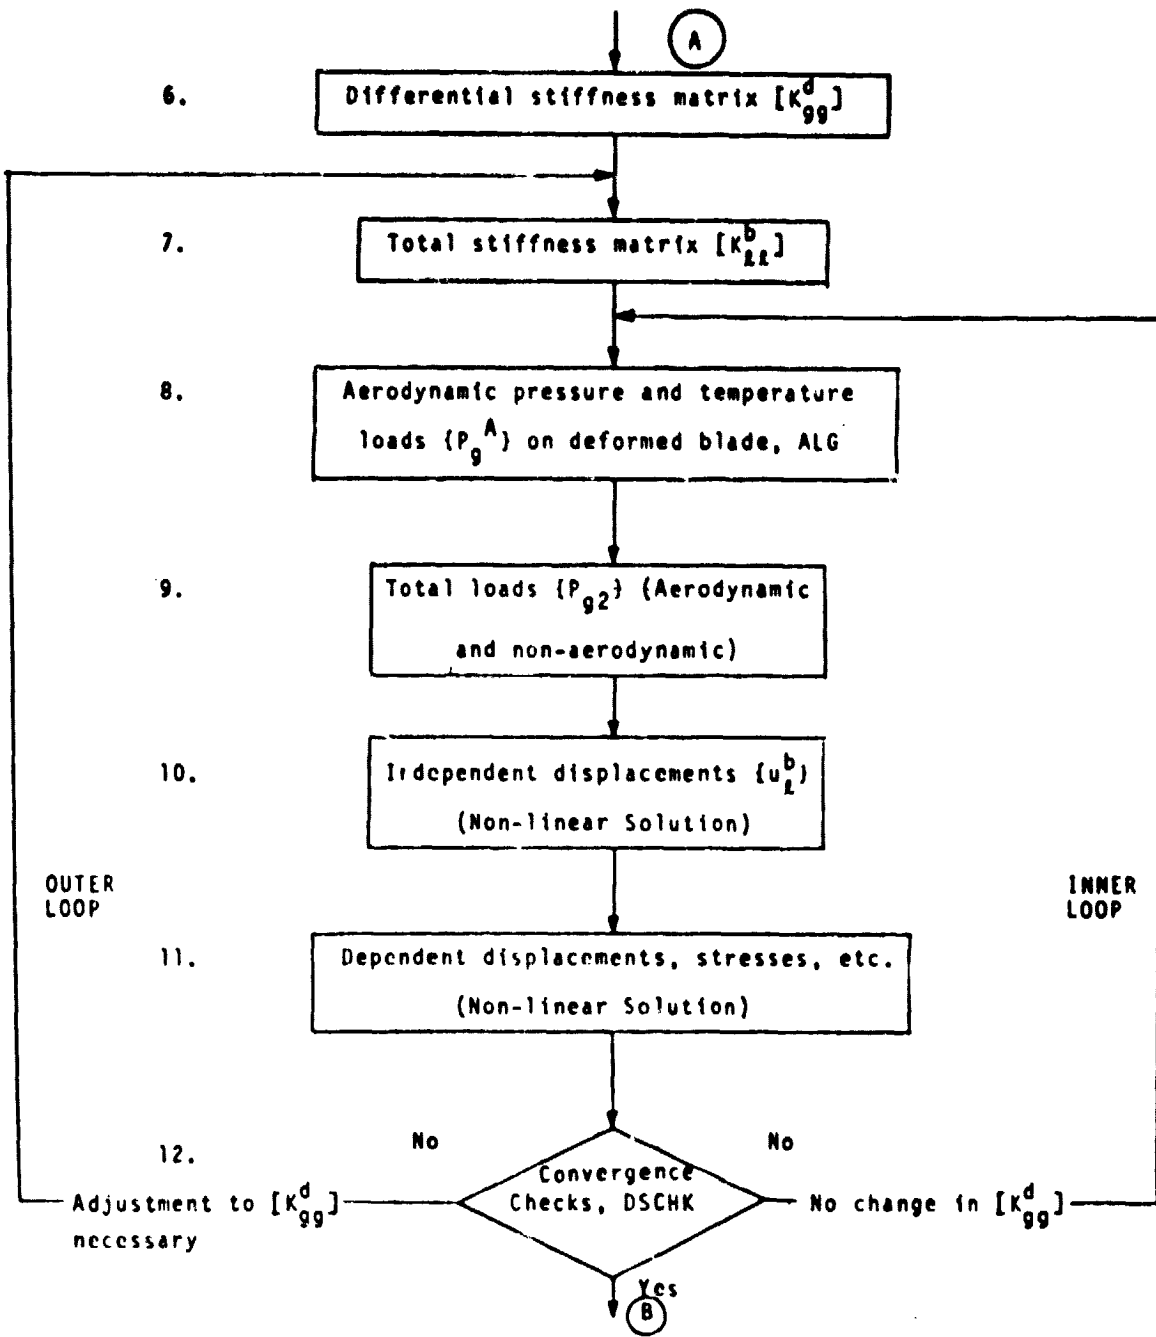 A
6.
Differential stiffness matrix [K^d_gg]
7.
Total stiffness matrix [K^b_ℓℓ]
8.
Aerodynamic pressure and temperature
loads {P_g^A} on deformed blade, ALG
9.
Total loads {P_g2} (Aerodynamic
and non-aerodynamic)
10.
Independent displacements {u^b_ℓ}
(Non-linear Solution)
OUTER
LOOP
INNER
LOOP
11.
Dependent displacements, stresses, etc.
(Non-linear Solution)
No
No
12.
Convergence
Checks, DSCHK
Adjustment to [K^d_gg]
necessary
No change in [K^d_gg]
Yes
B